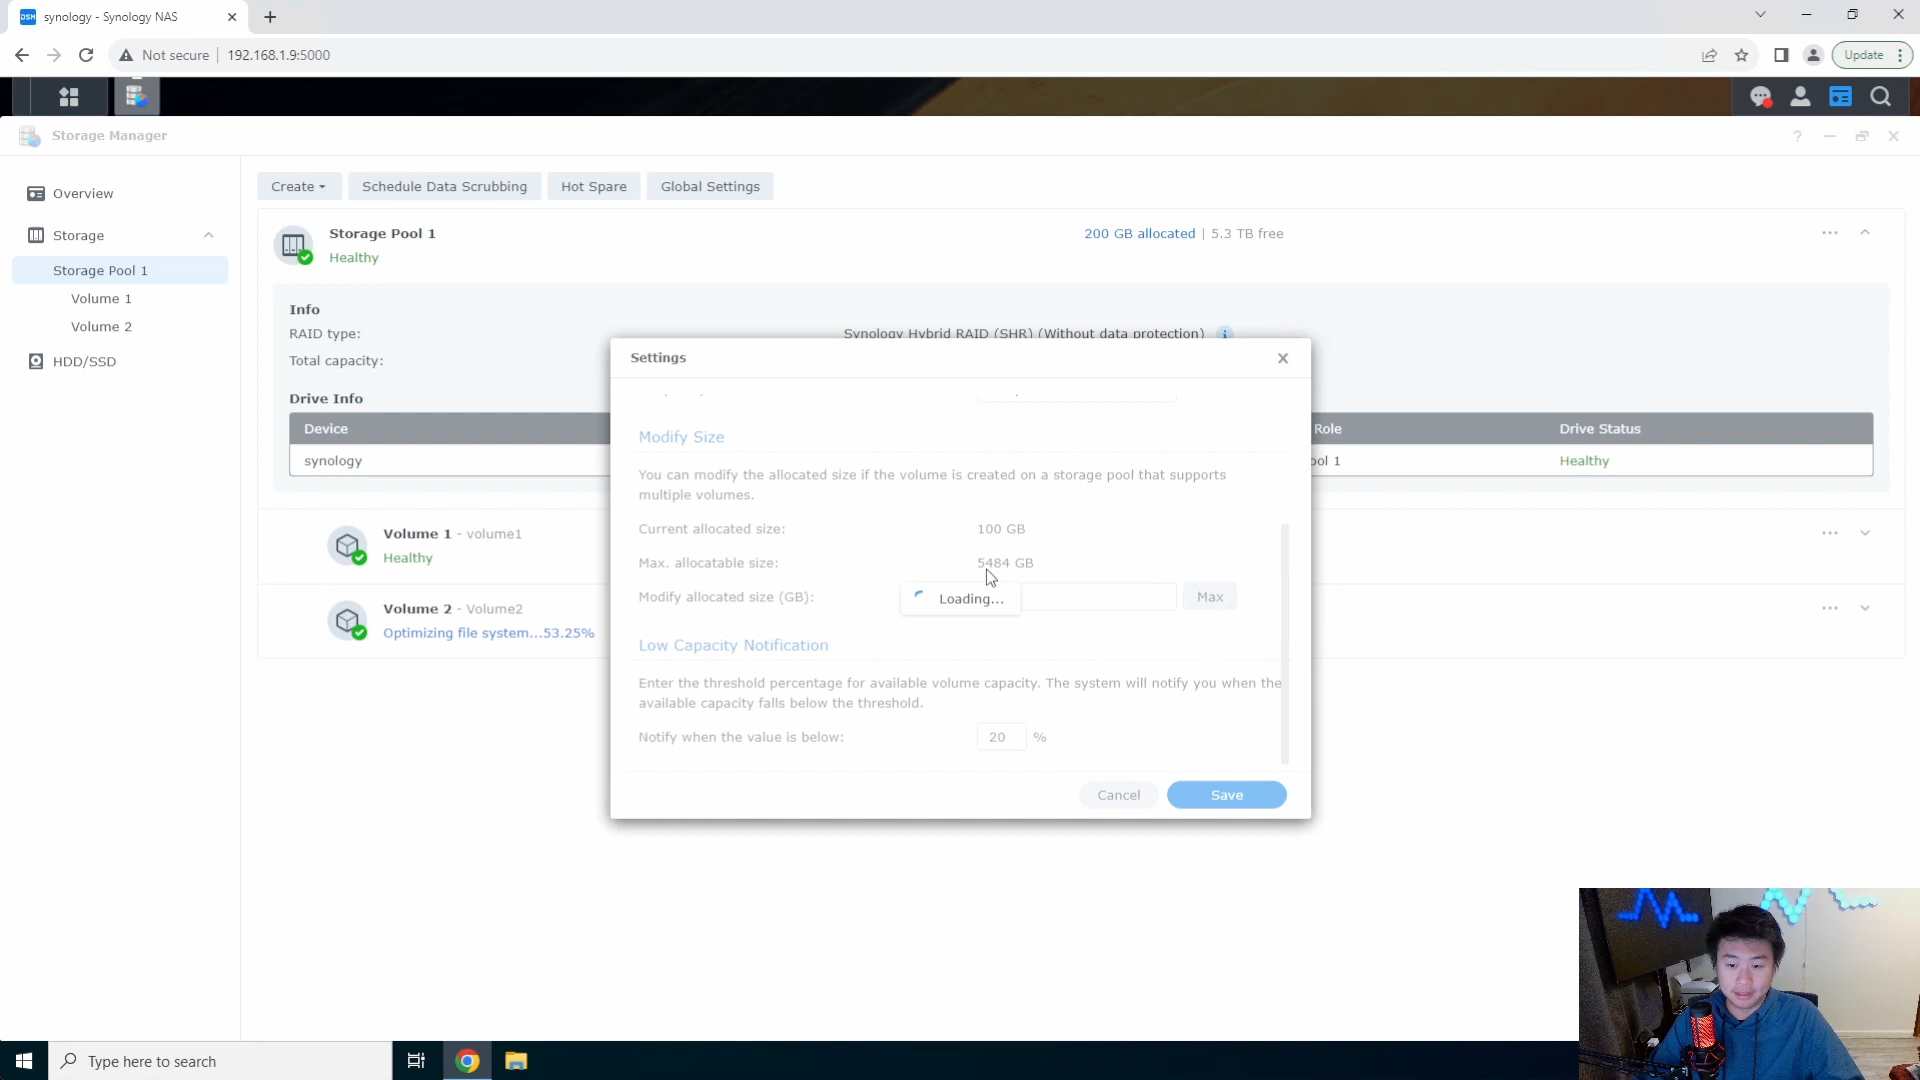 synology - Synology NAS
Not secure
192.168.1.9:5000
Update
Storage Manager
Overview
Storage
Storage Pool 1
Volume 1
Volume 2
HDD/SSD
Create
Schedule Data Scrubbing
Hot Spare
Global Settings
Storage Pool 1
Healthy
200 GB allocated | 5.3 TB free
Info
RAID type:
Synology Hybrid RAID (SHR) (Without data protection)
Total capacity:
Drive Info
Device
Role
Drive Status
synology
ool 1
Healthy
Volume 1 - volume1
Healthy
Volume 2 - Volume2
Optimizing file system...53.25%
Settings
Modify Size
You can modify the allocated size if the volume is created on a storage pool that supports
multiple volumes.
Current allocated size:
100 GB
Max. allocatable size:
5484 GB
Modify allocated size (GB):
Loading...
Max
Low Capacity Notification
Enter the threshold percentage for available volume capacity. The system will notify you when the
available capacity falls below the threshold.
Notify when the value is below:
20 %
Cancel
Save
Type here to search